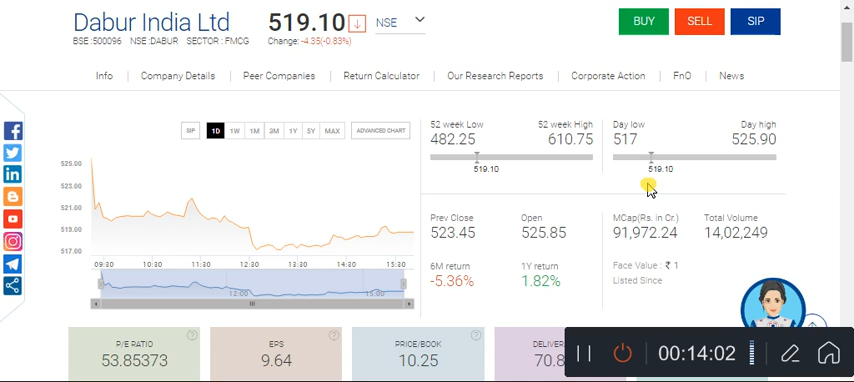 Dabur India Ltd
519.10
NSE
BUY
SELL
SIP
BSE :500096 NSE :DABUR SECTOR : FMCG
Change: -4.35(-0.83%)
Info
Company Details
Peer Companies
Return Calculator
Our Research Reports
Corporate Action
FnO
News
SIP
1D
1W
1M
3M
1Y
5Y
MAX
ADVANCED CHART
525.00
523.00
521.00
519.00
517.00
09:30
10:30
11:30
12:30
13:30
14:30
15:30
12:00
15:00
52 week Low
482.25
52 week High
610.75
519.10
Day low
517
Day high
525.90
519.10
Prev Close
523.45
Open
525.85
MCap(Rs. in Cr.)
91,972.24
Total Volume
14,02,249
6M return
-5.36%
1Y return
1.82%
Face Value : ₹ 1
Listed Since
P/E RATIO
53.85373
EPS
9.64
PRICE/BOOK
10.25
DELIVER
70.8
00:14:02